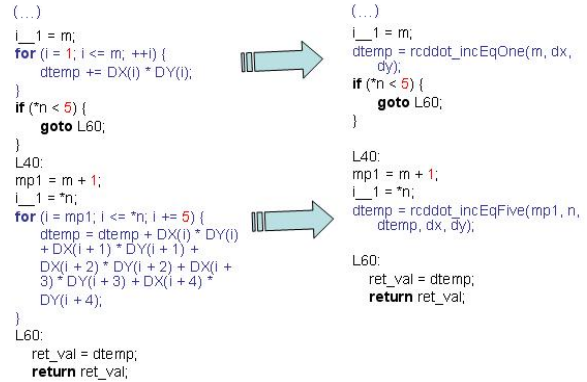 (...)
i__1 = m;
for (i = 1; i <= m; ++i) {
dtemp += DX(i) * DY(i);
}
if (*n < 5) {
goto L60;
}
L40:
mp1 = m + 1;
i__1 = *n;
for (i = mp1; i <= *n; i += 5) {
dtemp = dtemp + DX(i) * DY(i)
+ DX(i + 1) * DY(i + 1) +
DX(i + 2) * DY(i + 2) + DX(i +
3) * DY(i + 3) + DX(i + 4) *
DY(i + 4);
}
L60:
ret_val = dtemp;
return ret_val;
(...)
i__1 = m;
dtemp = rcddot_incEqOne(m, dx,
dy);
if (*n < 5) {
goto L60;
}
L40:
mp1 = m + 1;
i__1 = *n;
dtemp = rcddot_incEqFive(mp1, n,
dtemp, dx, dy);
L60:
ret_val = dtemp;
return ret_val;